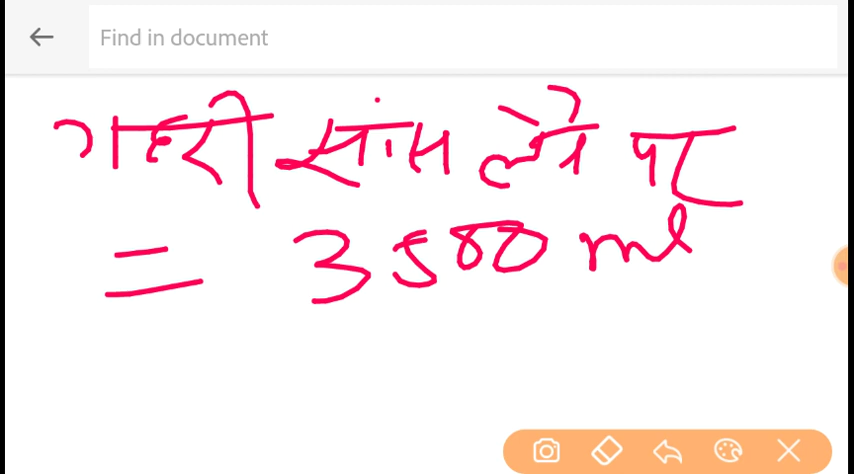 Find in document
गहरी सांस लेने पर
= 3500 ml